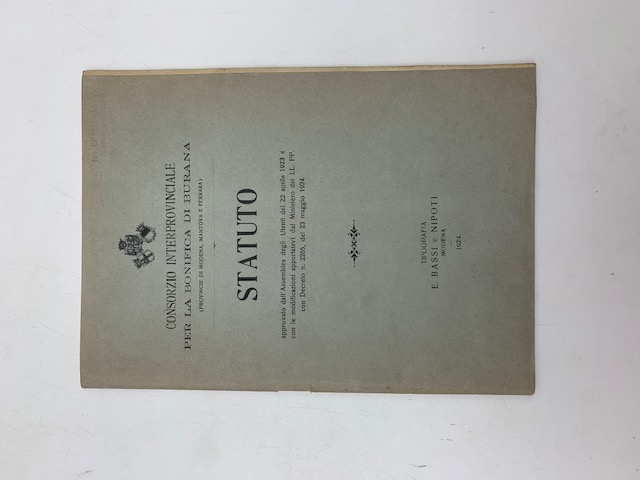 CONSORZIO INTERPROVINCIALE
PER LA BONIFICA DI BURANA
(PROVINCIE DI MODENA, MANTOVA E FERRARA)
STATUTO
approvato dall'Assemblea degli Utenti del 22 aprile 1923 e
con le modificazioni apportatevi dal Ministero dei LL. PP.
con Decreto n. 2265, del 23 maggio 1924
TIPOGRAFIA
E. BASSI E NIPOTI
MODENA
1924.